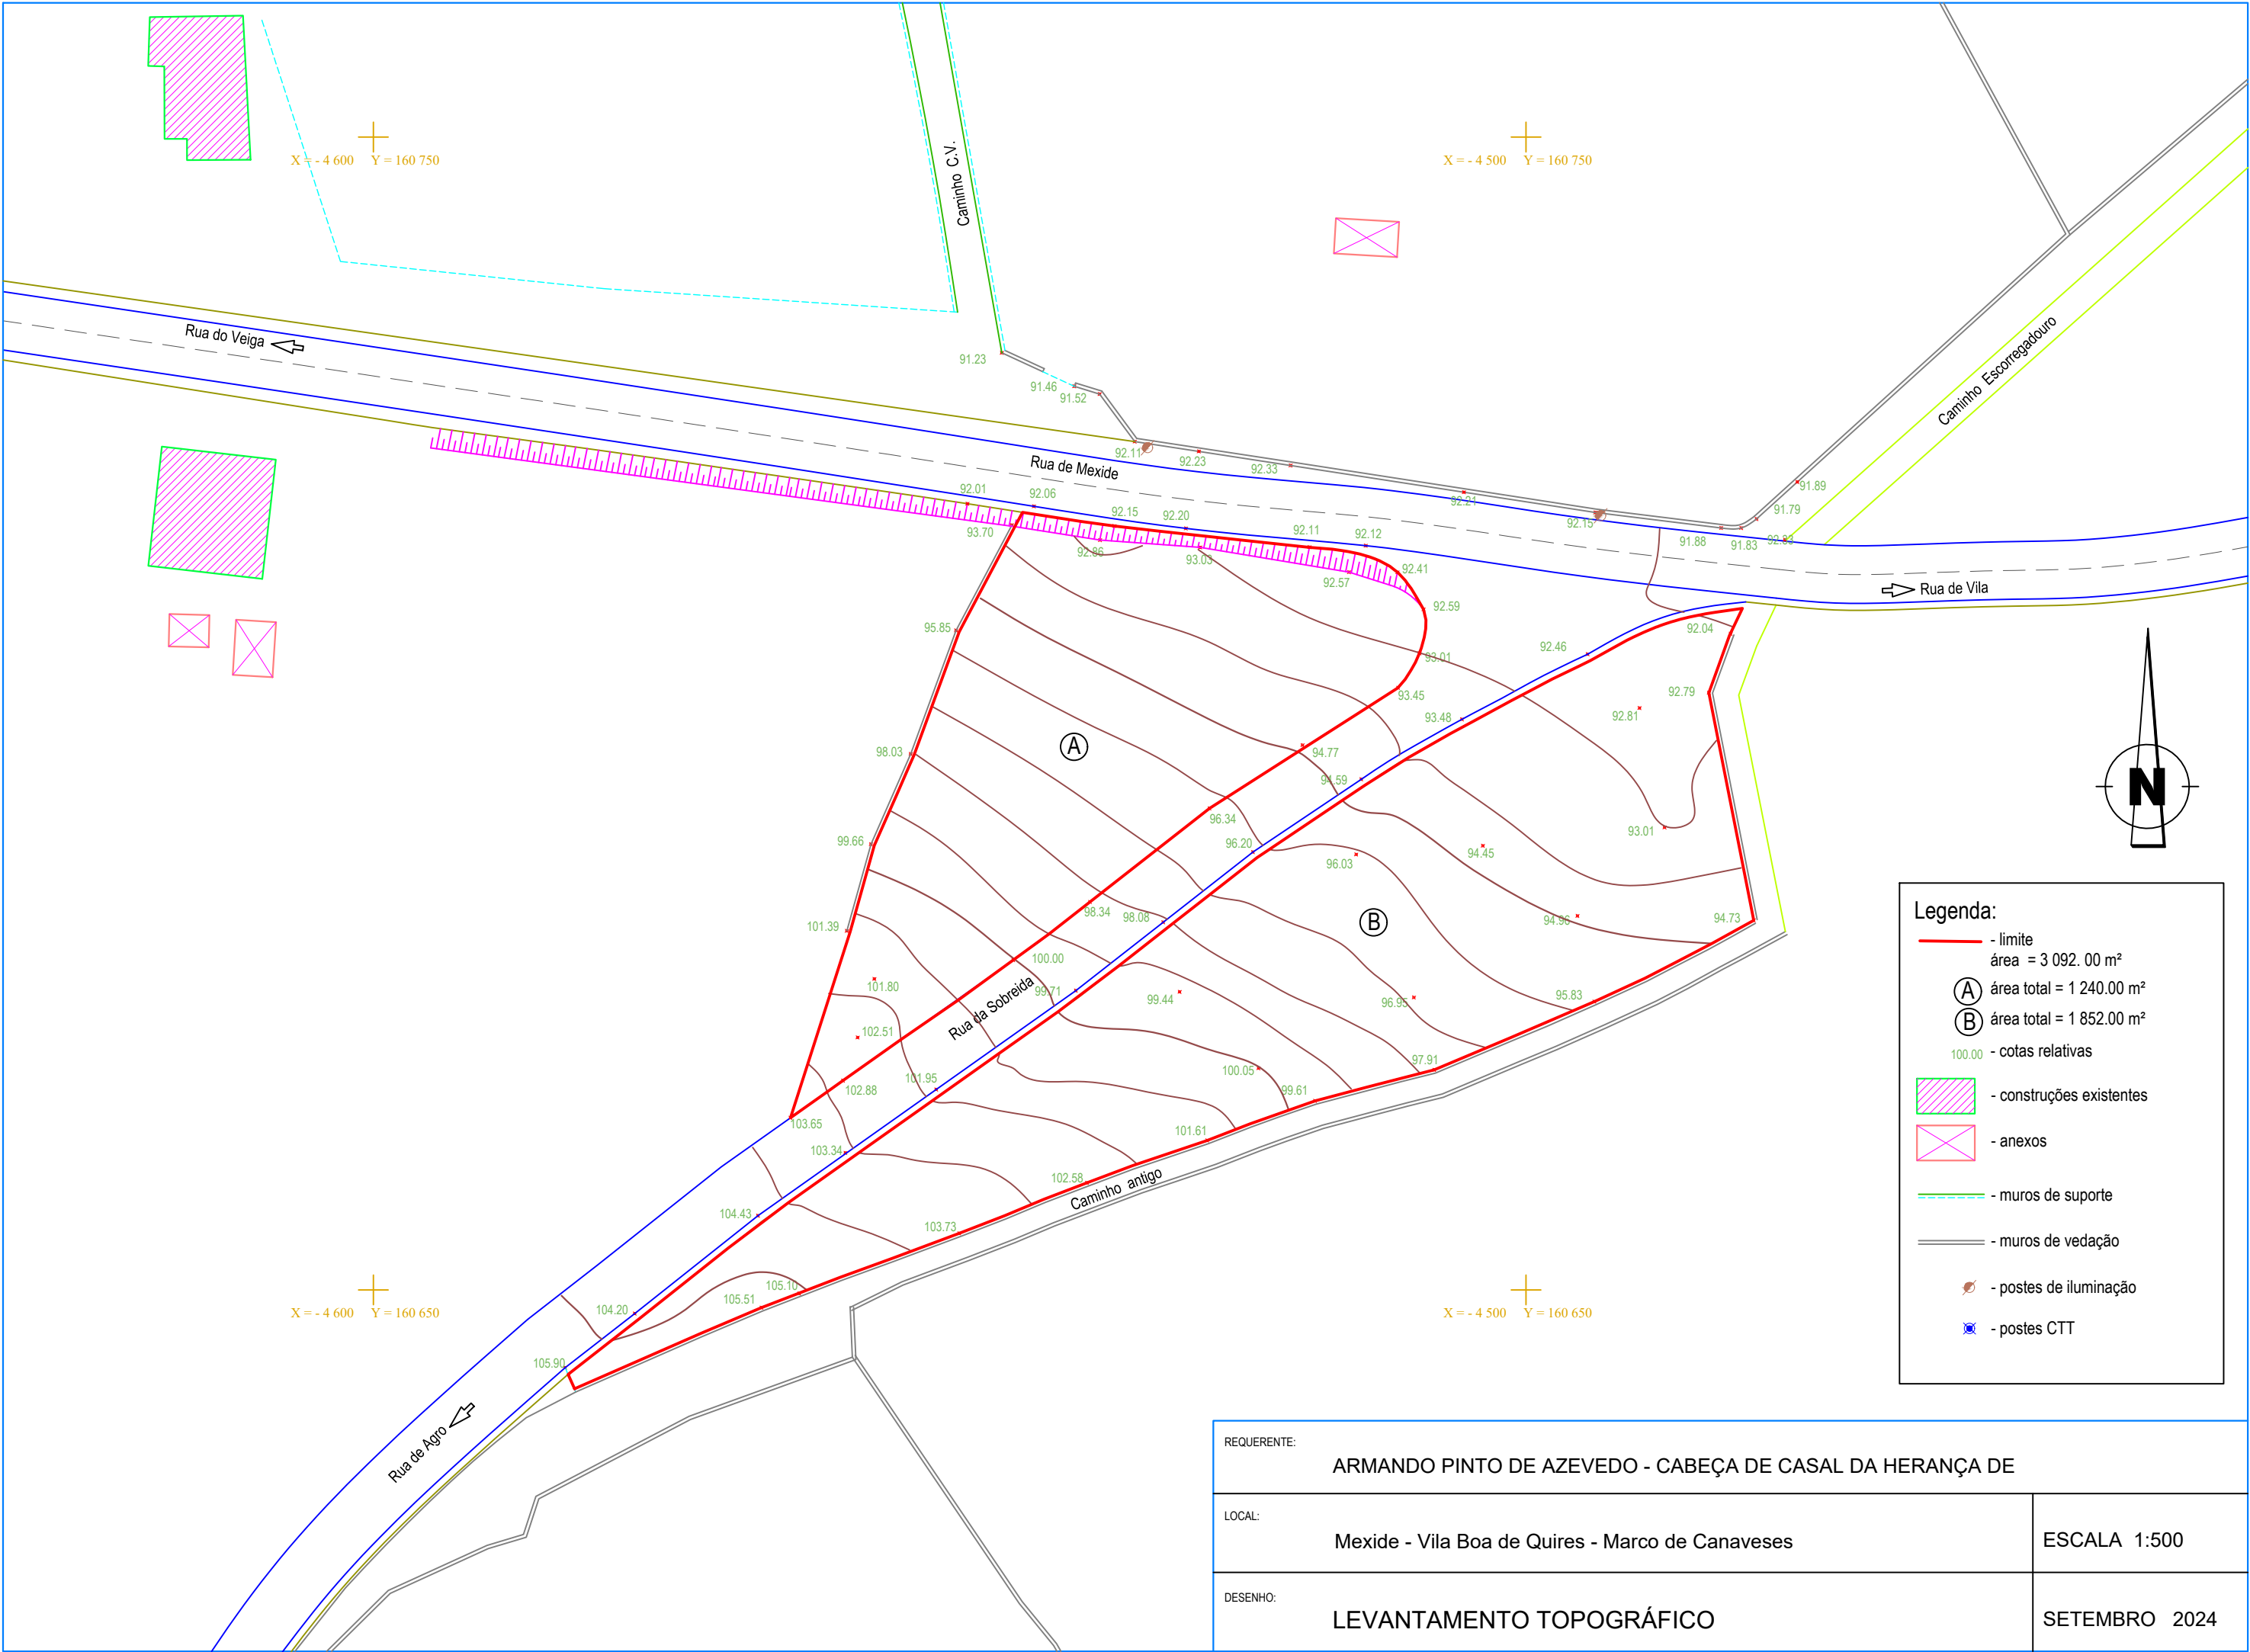 X = - 4 600 Y = 160 750
X = - 4 500 Y = 160 750
Caminho C.V.
Rua do Veiga
Caminho Escorregadouro
91.23
91.46
91.52
92.11
92.23
92.33
Rua de Mexide
92.21
91.89
92.15
91.79
91.88
91.83
92.83
92.01
92.06
92.15
92.20
92.11
92.12
93.70
92.86
93.03
92.57
92.41
92.59
Rua de Vila
95.85
92.04
92.46
93.01
93.45
92.79
92.81
93.48
98.03
A
94.77
94.59
N
96.34
96.20
93.01
99.66
96.03
94.45
98.34
98.08
B
94.96
94.73
101.39
100.00
101.80
99.71
99.44
96.95
95.83
Rua da Sobreida
102.51
97.91
100.05
99.61
101.95
102.88
103.65
101.61
103.34
102.58
Caminho antigo
104.43
103.73
105.10
105.51
104.20
105.90
Rua de Agro
X = - 4 600 Y = 160 650
X = - 4 500 Y = 160 650
Legenda:
- limite
área = 3 092. 00 m²
A área total = 1 240.00 m²
B área total = 1 852.00 m²
100.00 - cotas relativas
- construções existentes
- anexos
- muros de suporte
- muros de vedação
- postes de iluminação
- postes CTT
REQUERENTE:
ARMANDO PINTO DE AZEVEDO - CABEÇA DE CASAL DA HERANÇA DE
LOCAL:
Mexide - Vila Boa de Quires - Marco de Canaveses
ESCALA 1:500
DESENHO:
LEVANTAMENTO TOPOGRÁFICO
SETEMBRO 2024